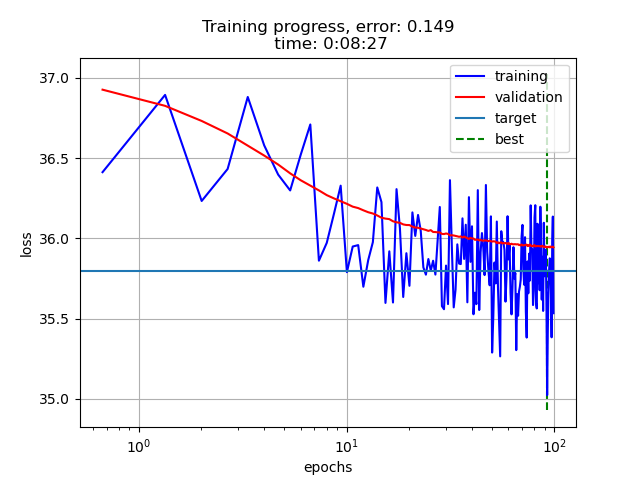 Training progress, error: 0.149
time: 0:08:27
training
validation
target
best
37.0
36.5
36.0
35.5
35.0
loss
10⁰
10¹
10²
epochs